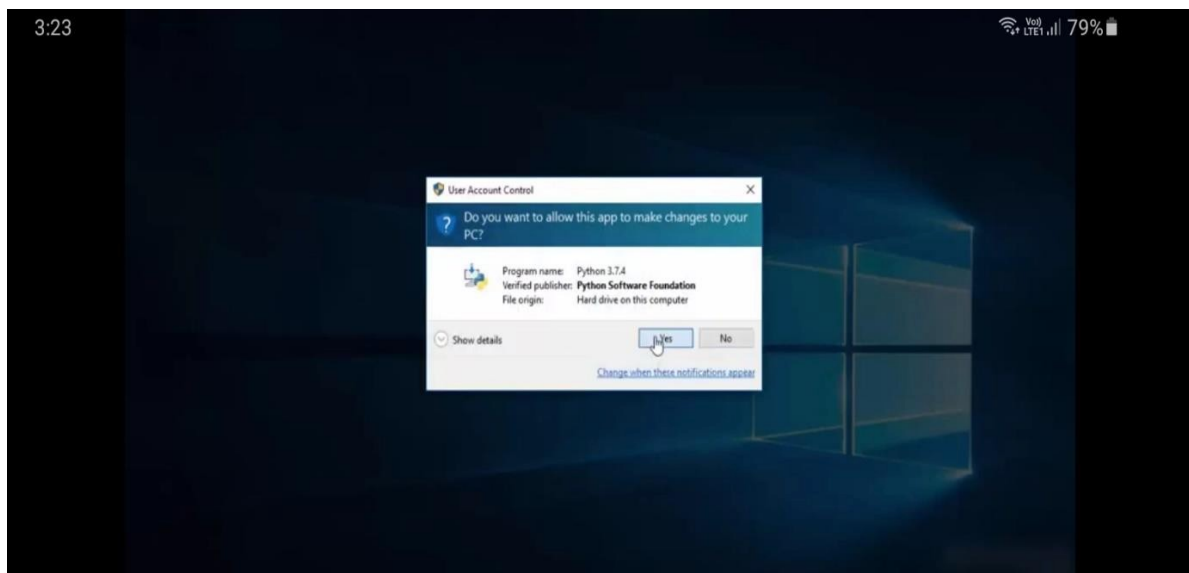 3:23
Vo)) LTE1 79%
User Account Control
Do you want to allow this app to make changes to your
PC?
Program name: Python 3.7.4
Verified publisher: Python Software Foundation
File origin: Hard drive on this computer
Show details
Yes No
Change when these notifications appear